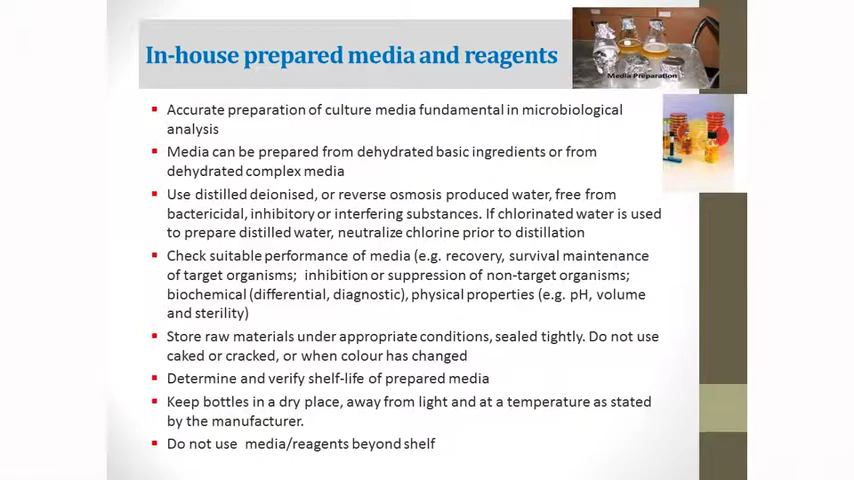 In-house prepared media and reagents
Media Preparation
Accurate preparation of culture media fundamental in microbiological
analysis
Media can be prepared from dehydrated basic ingredients or from
dehydrated complex media
Use distilled deionised, or reverse osmosis produced water, free from
bactericidal, inhibitory or interfering substances. If chlorinated water is used
to prepare distilled water, neutralize chlorine prior to distillation
Check suitable performance of media (e.g. recovery, survival maintenance
of target organisms;  inhibition or suppression of non-target organisms;
biochemical (differential, diagnostic), physical properties (e.g. pH, volume
and sterility)
Store raw materials under appropriate conditions, sealed tightly. Do not use
caked or cracked, or when colour has changed
Determine and verify shelf-life of prepared media
Keep bottles in a dry place, away from light and at a temperature as stated
by the manufacturer.
Do not use  media/reagents beyond shelf